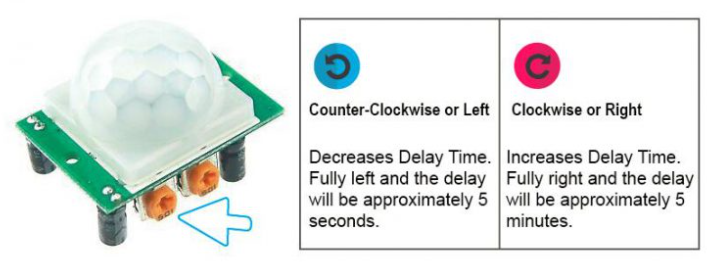 Counter-Clockwise or Left
Decreases Delay Time.
Fully left and the delay
will be approximately 5
seconds.
Clockwise or Right
Increases Delay Time.
Fully right and the delay
will be approximately 5
minutes.